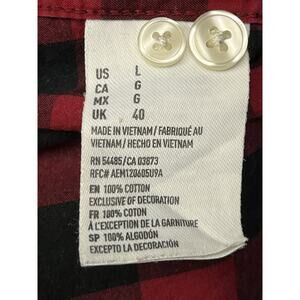 US L
CA G
MX G
UK 40
MADE IN VIETNAM / FABRIQUÉ AU
VIETNAM / HECHO EN VIETNAM
RN 54485/CA 03873
RFC# AEM120605U9A
EN 100% COTTON
EXCLUSIVE OF DECORATION
FR 100% COTON
À L'EXCEPTION DE LA GARNITURE
SP 100% ALGODÓN
EXCEPTO LA DECORACIÓN